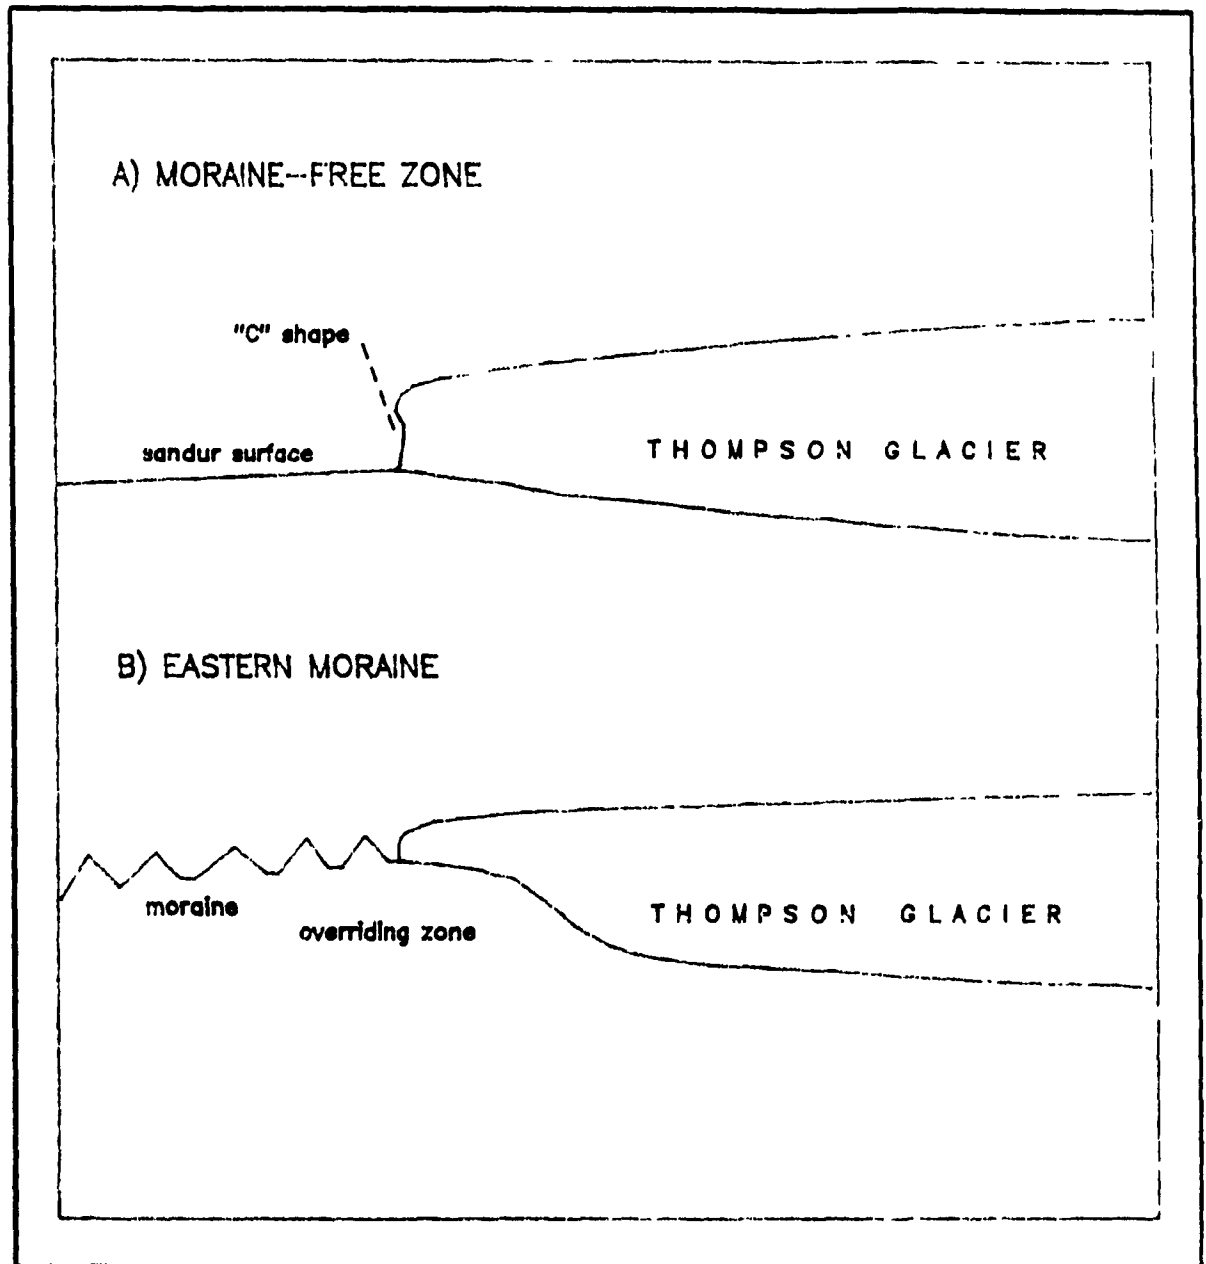 A) MORAINE-FREE ZONE
"C" shape
sandur surface
THOMPSON GLACIER
B) EASTERN MORAINE
moraine
overriding zone
THOMPSON GLACIER